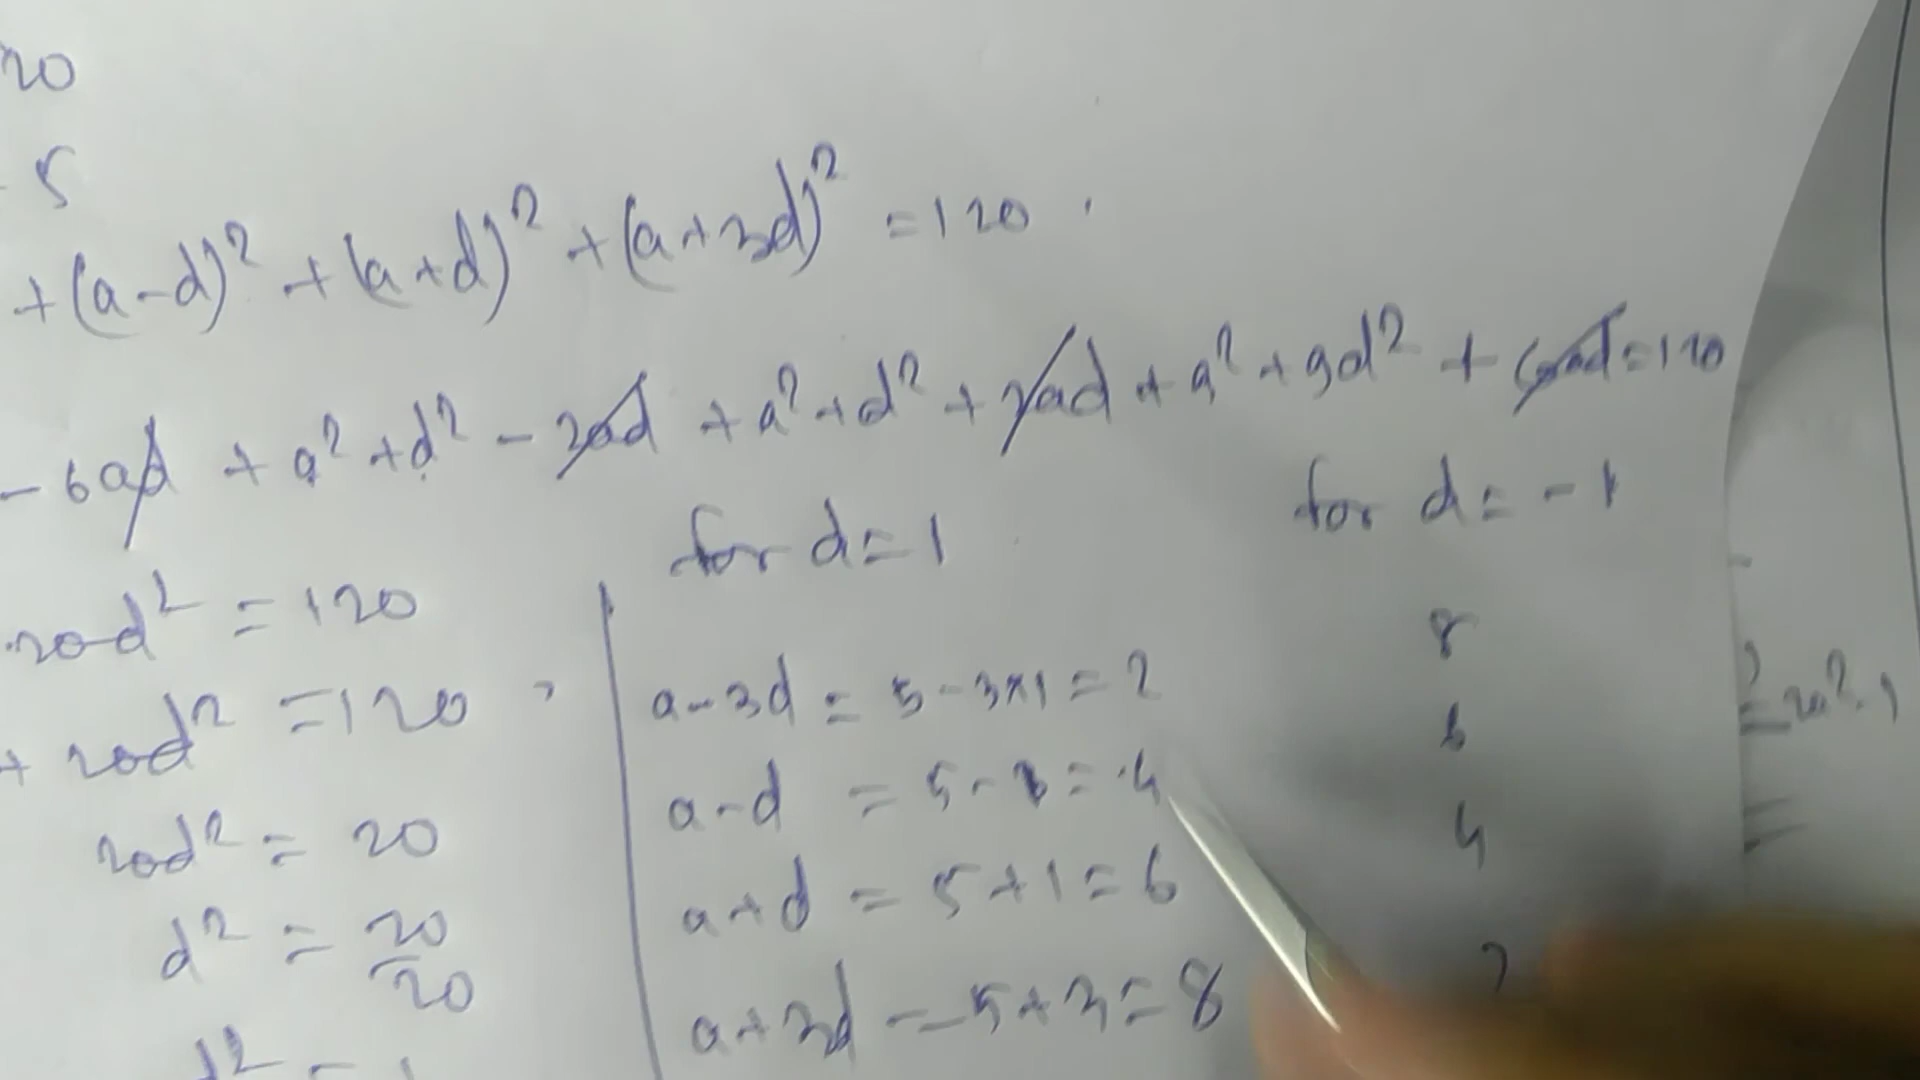 20
5
+(a-d)² + (a+d)² + (a+3d)² = 120
- 6ad + a² + d² - 2ad + a² + d² + 2ad + a² + 9d² + 6ad = 120
for d = 1
for d = -1
20d² = 120
+ 20d² = 120
20d² = 20
d² = 20/20
d² = 1
a-3d = 5-3×1 = 2
a-d = 5-1 = 4
a+d = 5+1 = 6
a+3d = 5+3 = 8
8
6
4
2